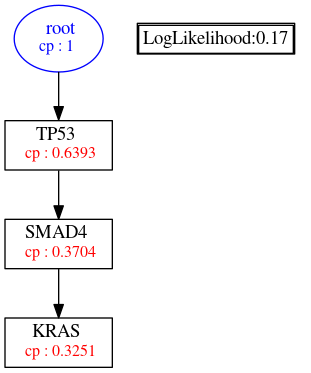 root
cp : 1
LogLikelihood:0.17
TP53
cp : 0.6393
SMAD4
cp : 0.3704
KRAS
cp : 0.3251